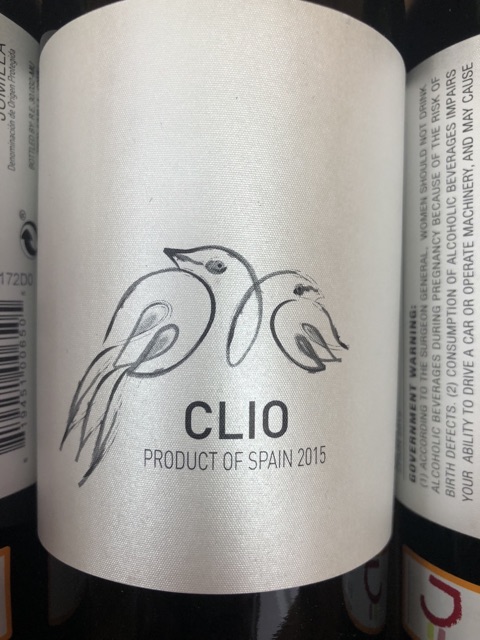 JUMILLA
Denominación de Origen Protegida
172D0
CLIO
PRODUCT OF SPAIN 2015
GOVERNMENT WARNING:
(1) ACCORDING TO THE SURGEON GENERAL, WOMEN SHOULD NOT DRINK
ALCOHOLIC BEVERAGES DURING PREGNANCY BECAUSE OF THE RISK OF
BIRTH DEFECTS. (2) CONSUMPTION OF ALCOHOLIC BEVERAGES IMPAIRS
YOUR ABILITY TO DRIVE A CAR OR OPERATE MACHINERY, AND MAY CAUSE